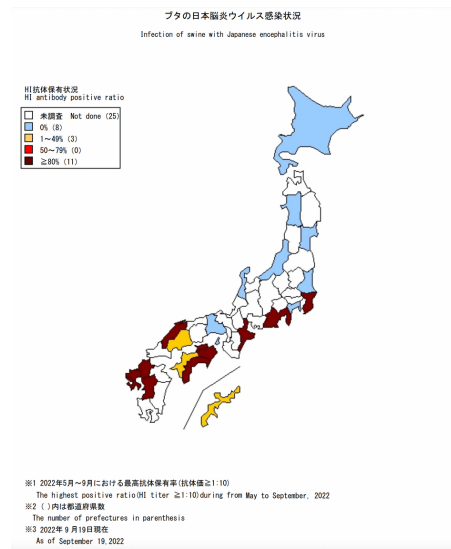 ブタの日本脳炎ウイルス感染状況
Infection of swine with Japanese encephalitis virus
HI抗体保有状況
HI antibody positive ratio
未調査 Not done (25)
0% (8)
1～49% (3)
50～79% (0)
≧80% (11)
※1 2022年5月～9月における最高抗体保有率(抗体価≧1:10)
The highest positive ratio(HI titer ≧1:10)during from May to September, 2022
※2 ( )内は都道府県数
The number of prefectures in parenthesis
※3 2022年 9月19日現在
As of September 19,2022